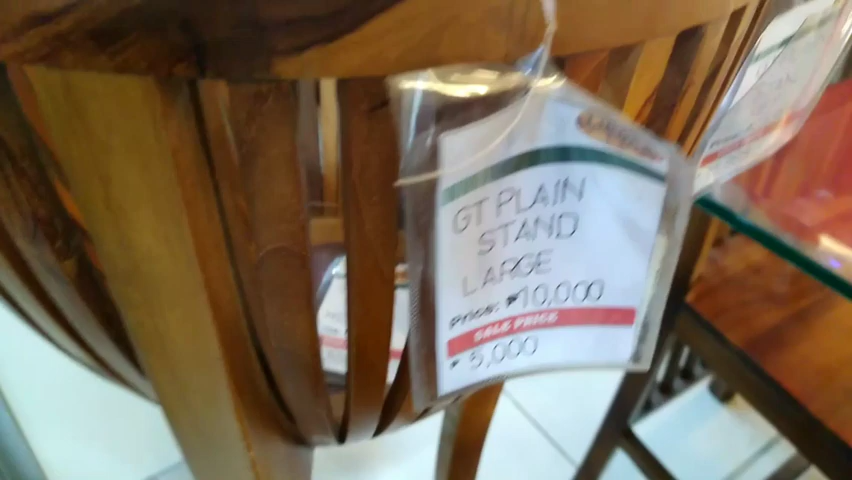 GT PLAIN
STAND
LARGE
Price: ₱10,000
SALE PRICE
₱ 5,000